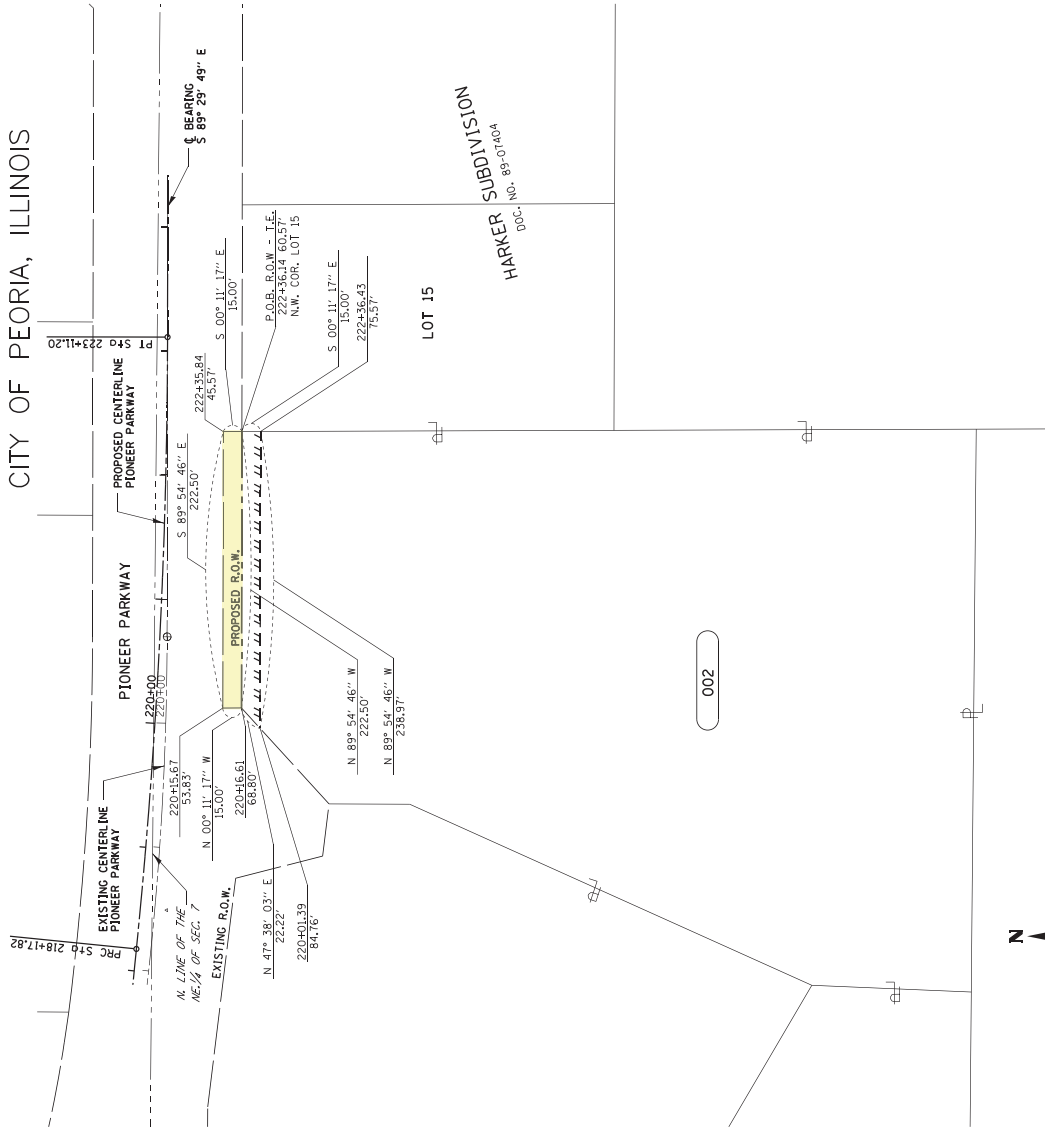 CITY OF PEORIA, ILLINOIS
℄ BEARING
S 89° 29' 49" E
PT Sta 223+11.20
PROPOSED CENTERLINE
PIONEER PARKWAY
PIONEER PARKWAY
220+00
220+00
EXISTING CENTERLINE
PIONEER PARKWAY
PRC Sta 218+17.82
N. LINE OF THE
NE.1/4 OF SEC. 7
EXISTING R.O.W.
S 89° 54' 46" E
222.50'
222+35.84
45.57'
S 00° 11' 17" E
15.00'
P.O.B. R.O.W - T.E.
222+36.14 60.57'
N.W. COR. LOT 15
S 00° 11' 17" E
15.00'
222+36.43
75.57'
PROPOSED R.O.W.
220+15.67
53.83'
N 00° 11' 17" W
15.00'
220+16.61
68.80'
N 47° 38' 03" E
22.22'
220+01.39
84.76'
N 89° 54' 46" W
222.50'
N 89° 54' 46" W
238.97'
HARKER SUBDIVISION
DOC. NO. 89-07404
LOT 15
002
PL
PL
PL
PL
PL
N